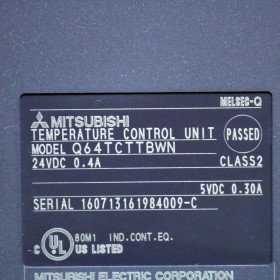 MELSEC-Q
MITSUBISHI
TEMPERATURE CONTROL UNIT
PASSED
MODEL Q64TCTTBWN
24VDC 0.4A CLASS2
5VDC 0.30A
SERIAL 160713161984009-C
C UL 80M1 IND.CONT.EQ.
US LISTED
MITSUBISHI ELECTRIC CORPORATION